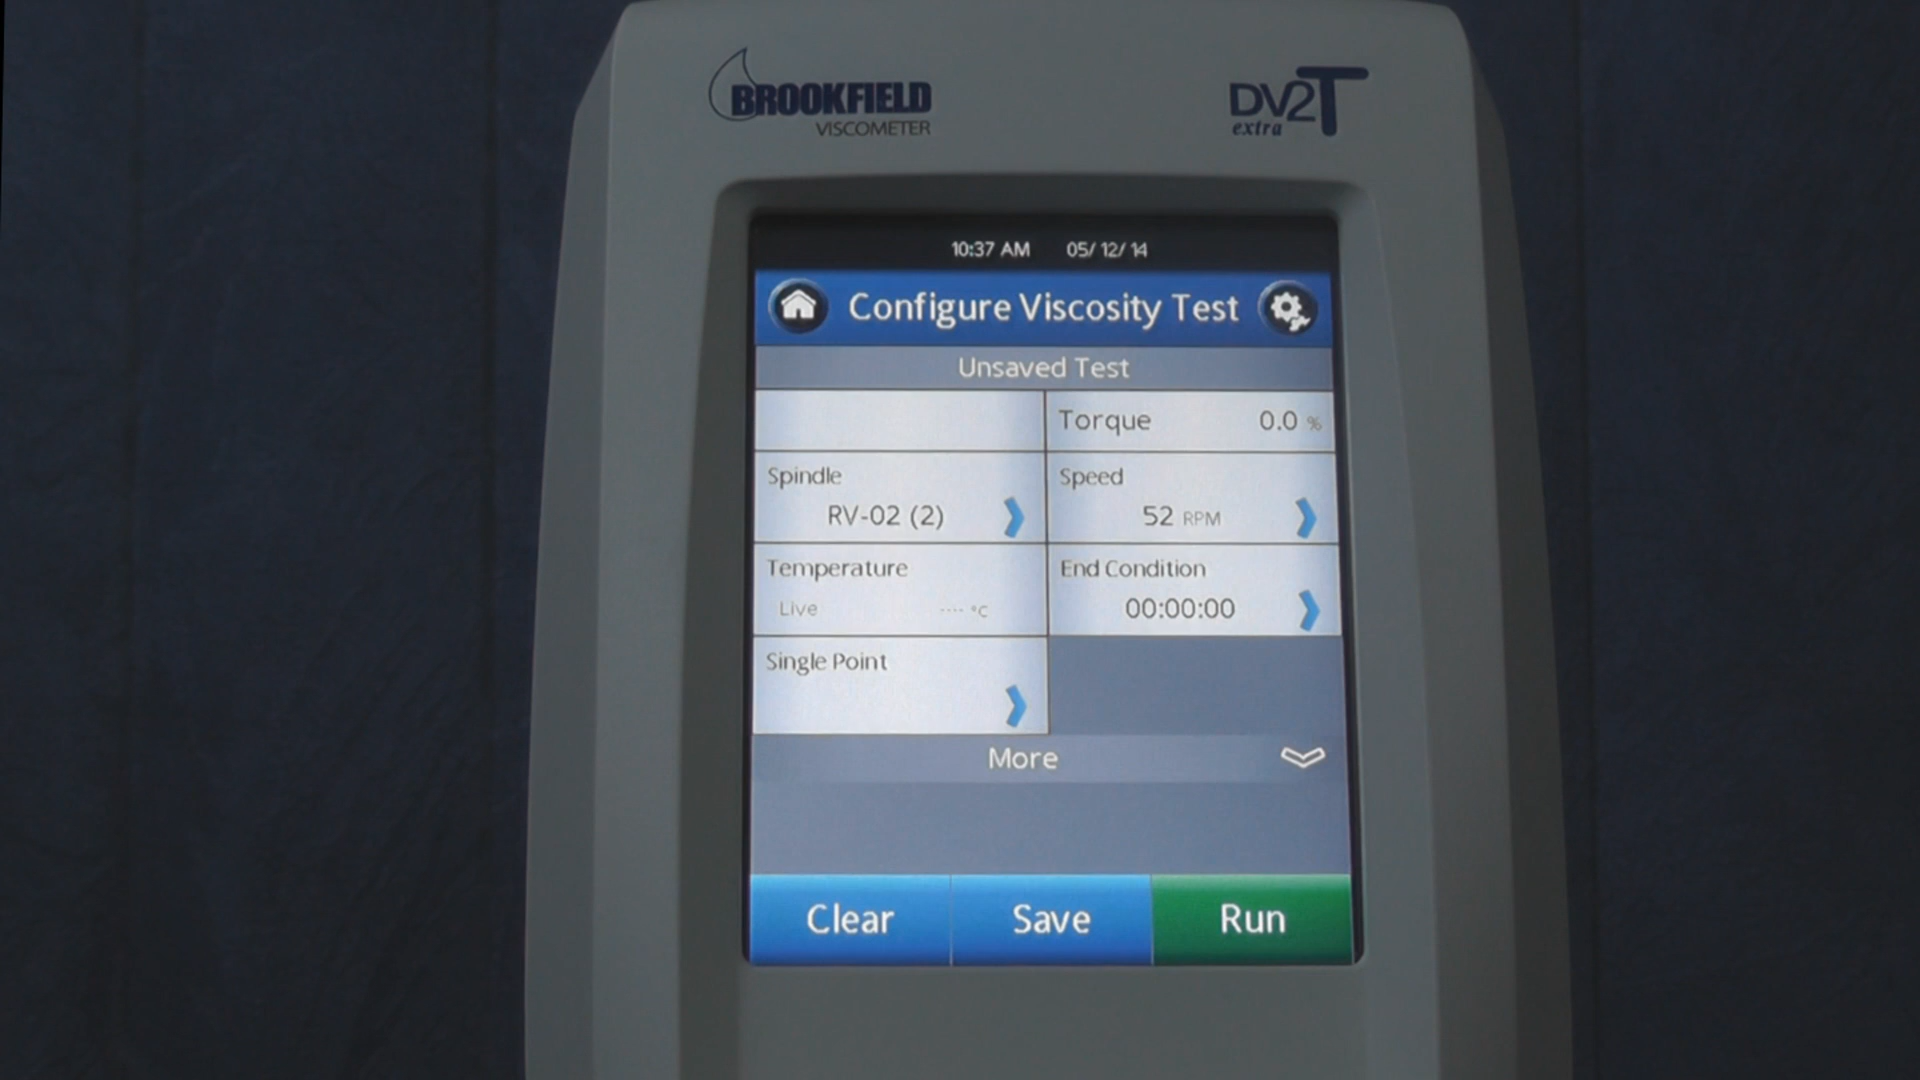 BROOKFIELD
VISCOMETER
DV2T
extra
10:37 AM 05/12/14
Configure Viscosity Test
Unsaved Test
Torque 0.0 %
Spindle
RV-02 (2)
Speed
52 RPM
Temperature
Live ---- °C
End Condition
00:00:00
Single Point
More
Clear Save Run